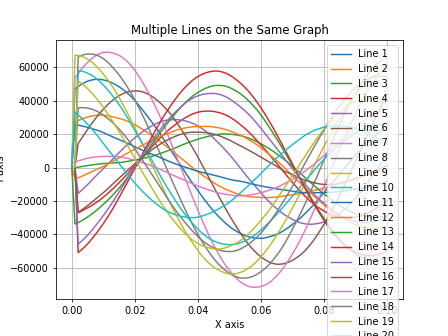 Multiple Lines on the Same Graph
60000
40000
20000
0
−20000
−40000
−60000
0.00
0.02
0.04
0.06
X axis
Line 1
Line 2
Line 3
Line 4
Line 5
Line 6
Line 7
Line 8
Line 9
Line 10
Line 11
Line 12
Line 13
Line 14
Line 15
Line 16
Line 17
Line 18
Line 19
Line 20